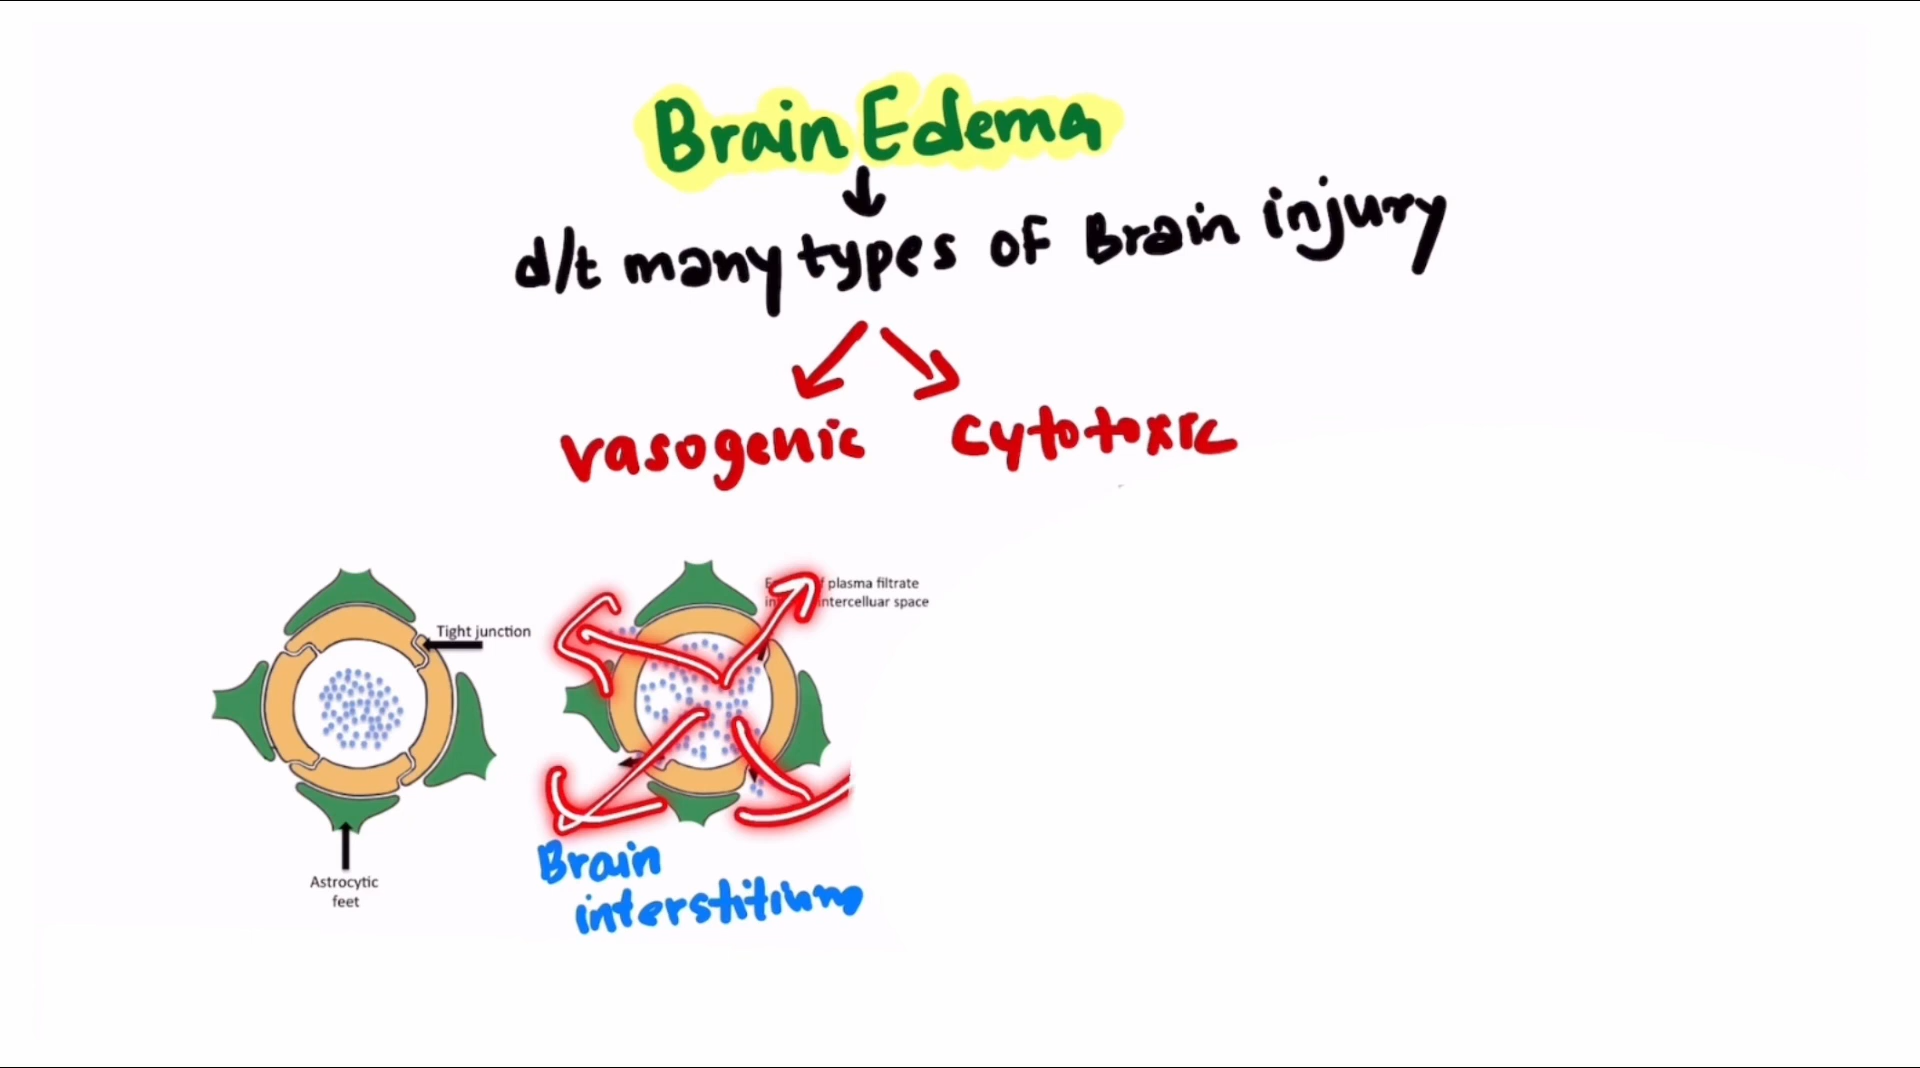 Brain Edema
d/t many types of Brain injury
vasogenic cytotoxic
plasma filtrate
intercelluar space
Tight junction
Astrocytic
feet
Brain
interstitium